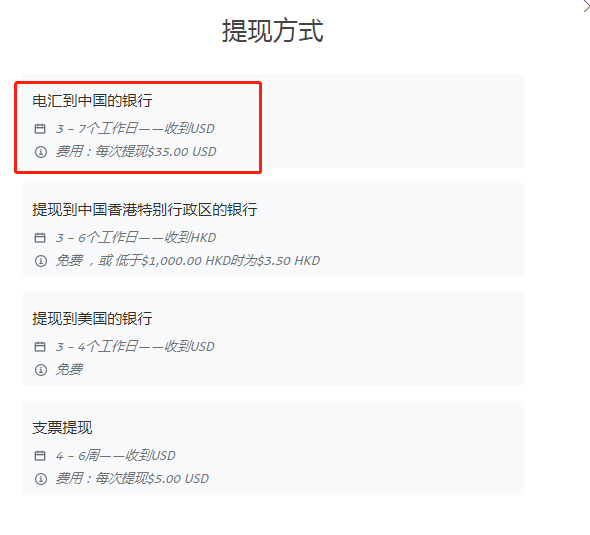 提现方式
电汇到中国的银行
3 – 7个工作日——收到USD
费用：每次提现$35.00 USD
提现到中国香港特别行政区的银行
3 – 6个工作日——收到HKD
免费 ，或 低于$1,000.00 HKD时为$3.50 HKD
提现到美国的银行
3 – 4个工作日——收到USD
免费
支票提现
4 – 6周——收到USD
费用：每次提现$5.00 USD